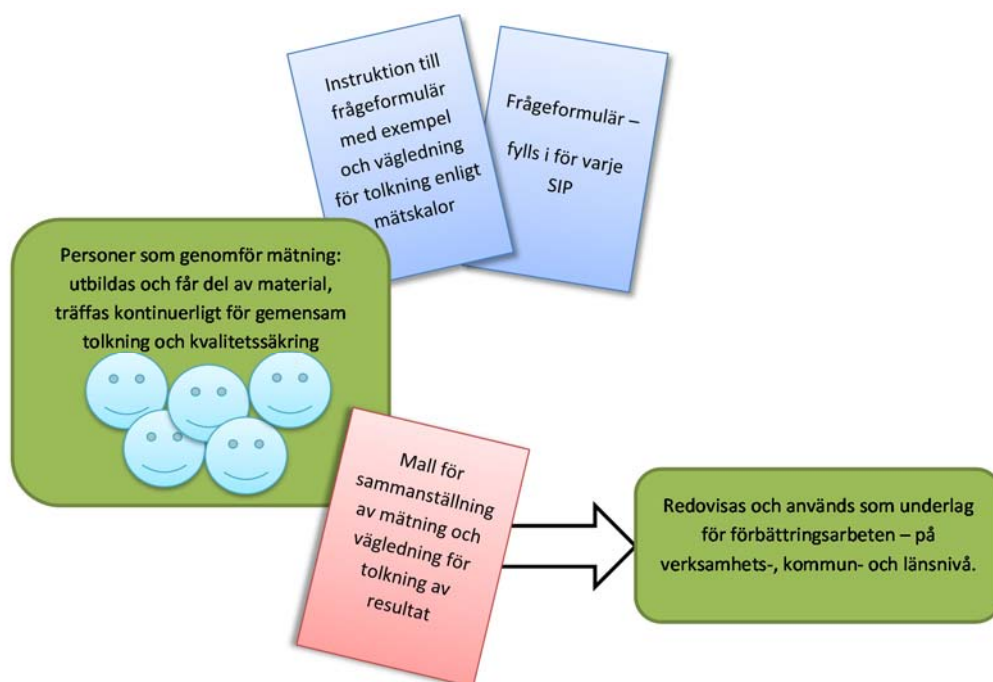 Instruktion till
frågeformulär
med exempel
och vägledning
för tolkning enligt
mätskalor
Frågeformulär –
fylls i för varje
SIP
Personer som genomför mätning:
utbildas och får del av material,
träffas kontinuerligt för gemensam
tolkning och kvalitetssäkring
Mall för
sammanställning
av mätning och
vägledning för
tolkning av
resultat
Redovisas och används som underlag
för förbättringsarbeten – på
verksamhets-, kommun- och länsnivå.